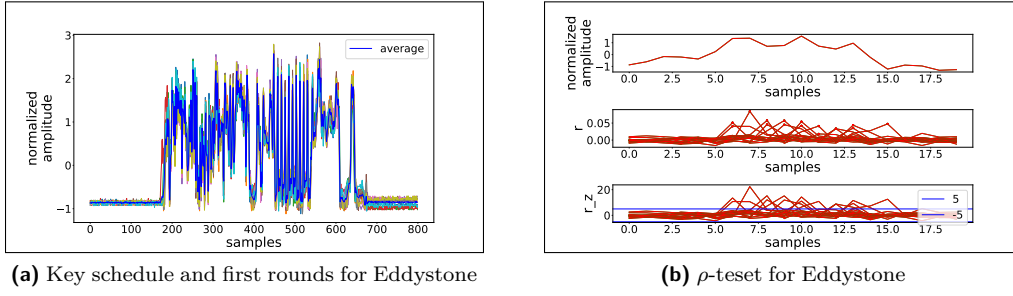 3
2
1
0
−1
normalized
amplitude
average
0 100 200 300 400 500 600 700 800
samples
(a) Key schedule and first rounds for Eddystone
normalized
amplitude
1
0
−1
0.0 2.5 5.0 7.5 10.0 12.5 15.0 17.5
samples
r
0.05
0.00
0.0 2.5 5.0 7.5 10.0 12.5 15.0 17.5
samples
r_z
20
0
5
-5
0.0 2.5 5.0 7.5 10.0 12.5 15.0 17.5
samples
(b) ρ-teset for Eddystone